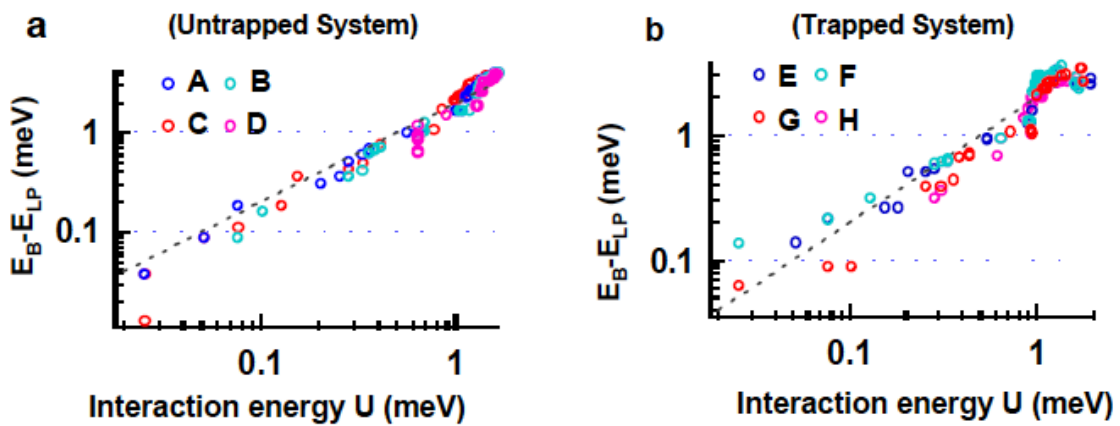 a
(Untrapped System)
A B
C D
E_B-E_LP (meV)
1
0.1
0.1 1
Interaction energy U (meV)
b
(Trapped System)
E F
G H
E_B-E_LP (meV)
1
0.1
0.1 1
Interaction energy U (meV)